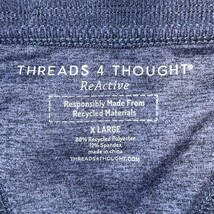 THREADS 4 THOUGHT®
ReActive
Responsibly Made From
Recycled Materials
X LARGE
88% Recycled Polyester
12% Spandex
made in china
THREADS4THOUGHT.COM